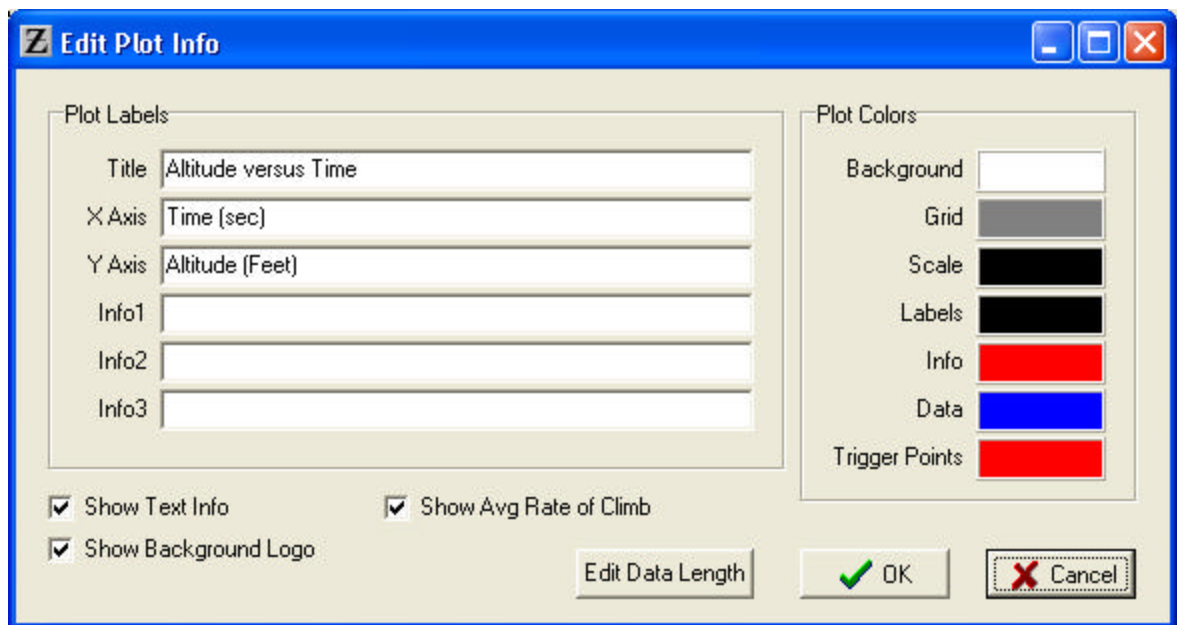 Z Edit Plot Info
Plot Labels
Title Altitude versus Time
X Axis Time (sec)
Y Axis Altitude (Feet)
Info1
Info2
Info3
Plot Colors
Background
Grid
Scale
Labels
Info
Data
Trigger Points
Show Text Info
Show Avg Rate of Climb
Show Background Logo
Edit Data Length
OK
Cancel